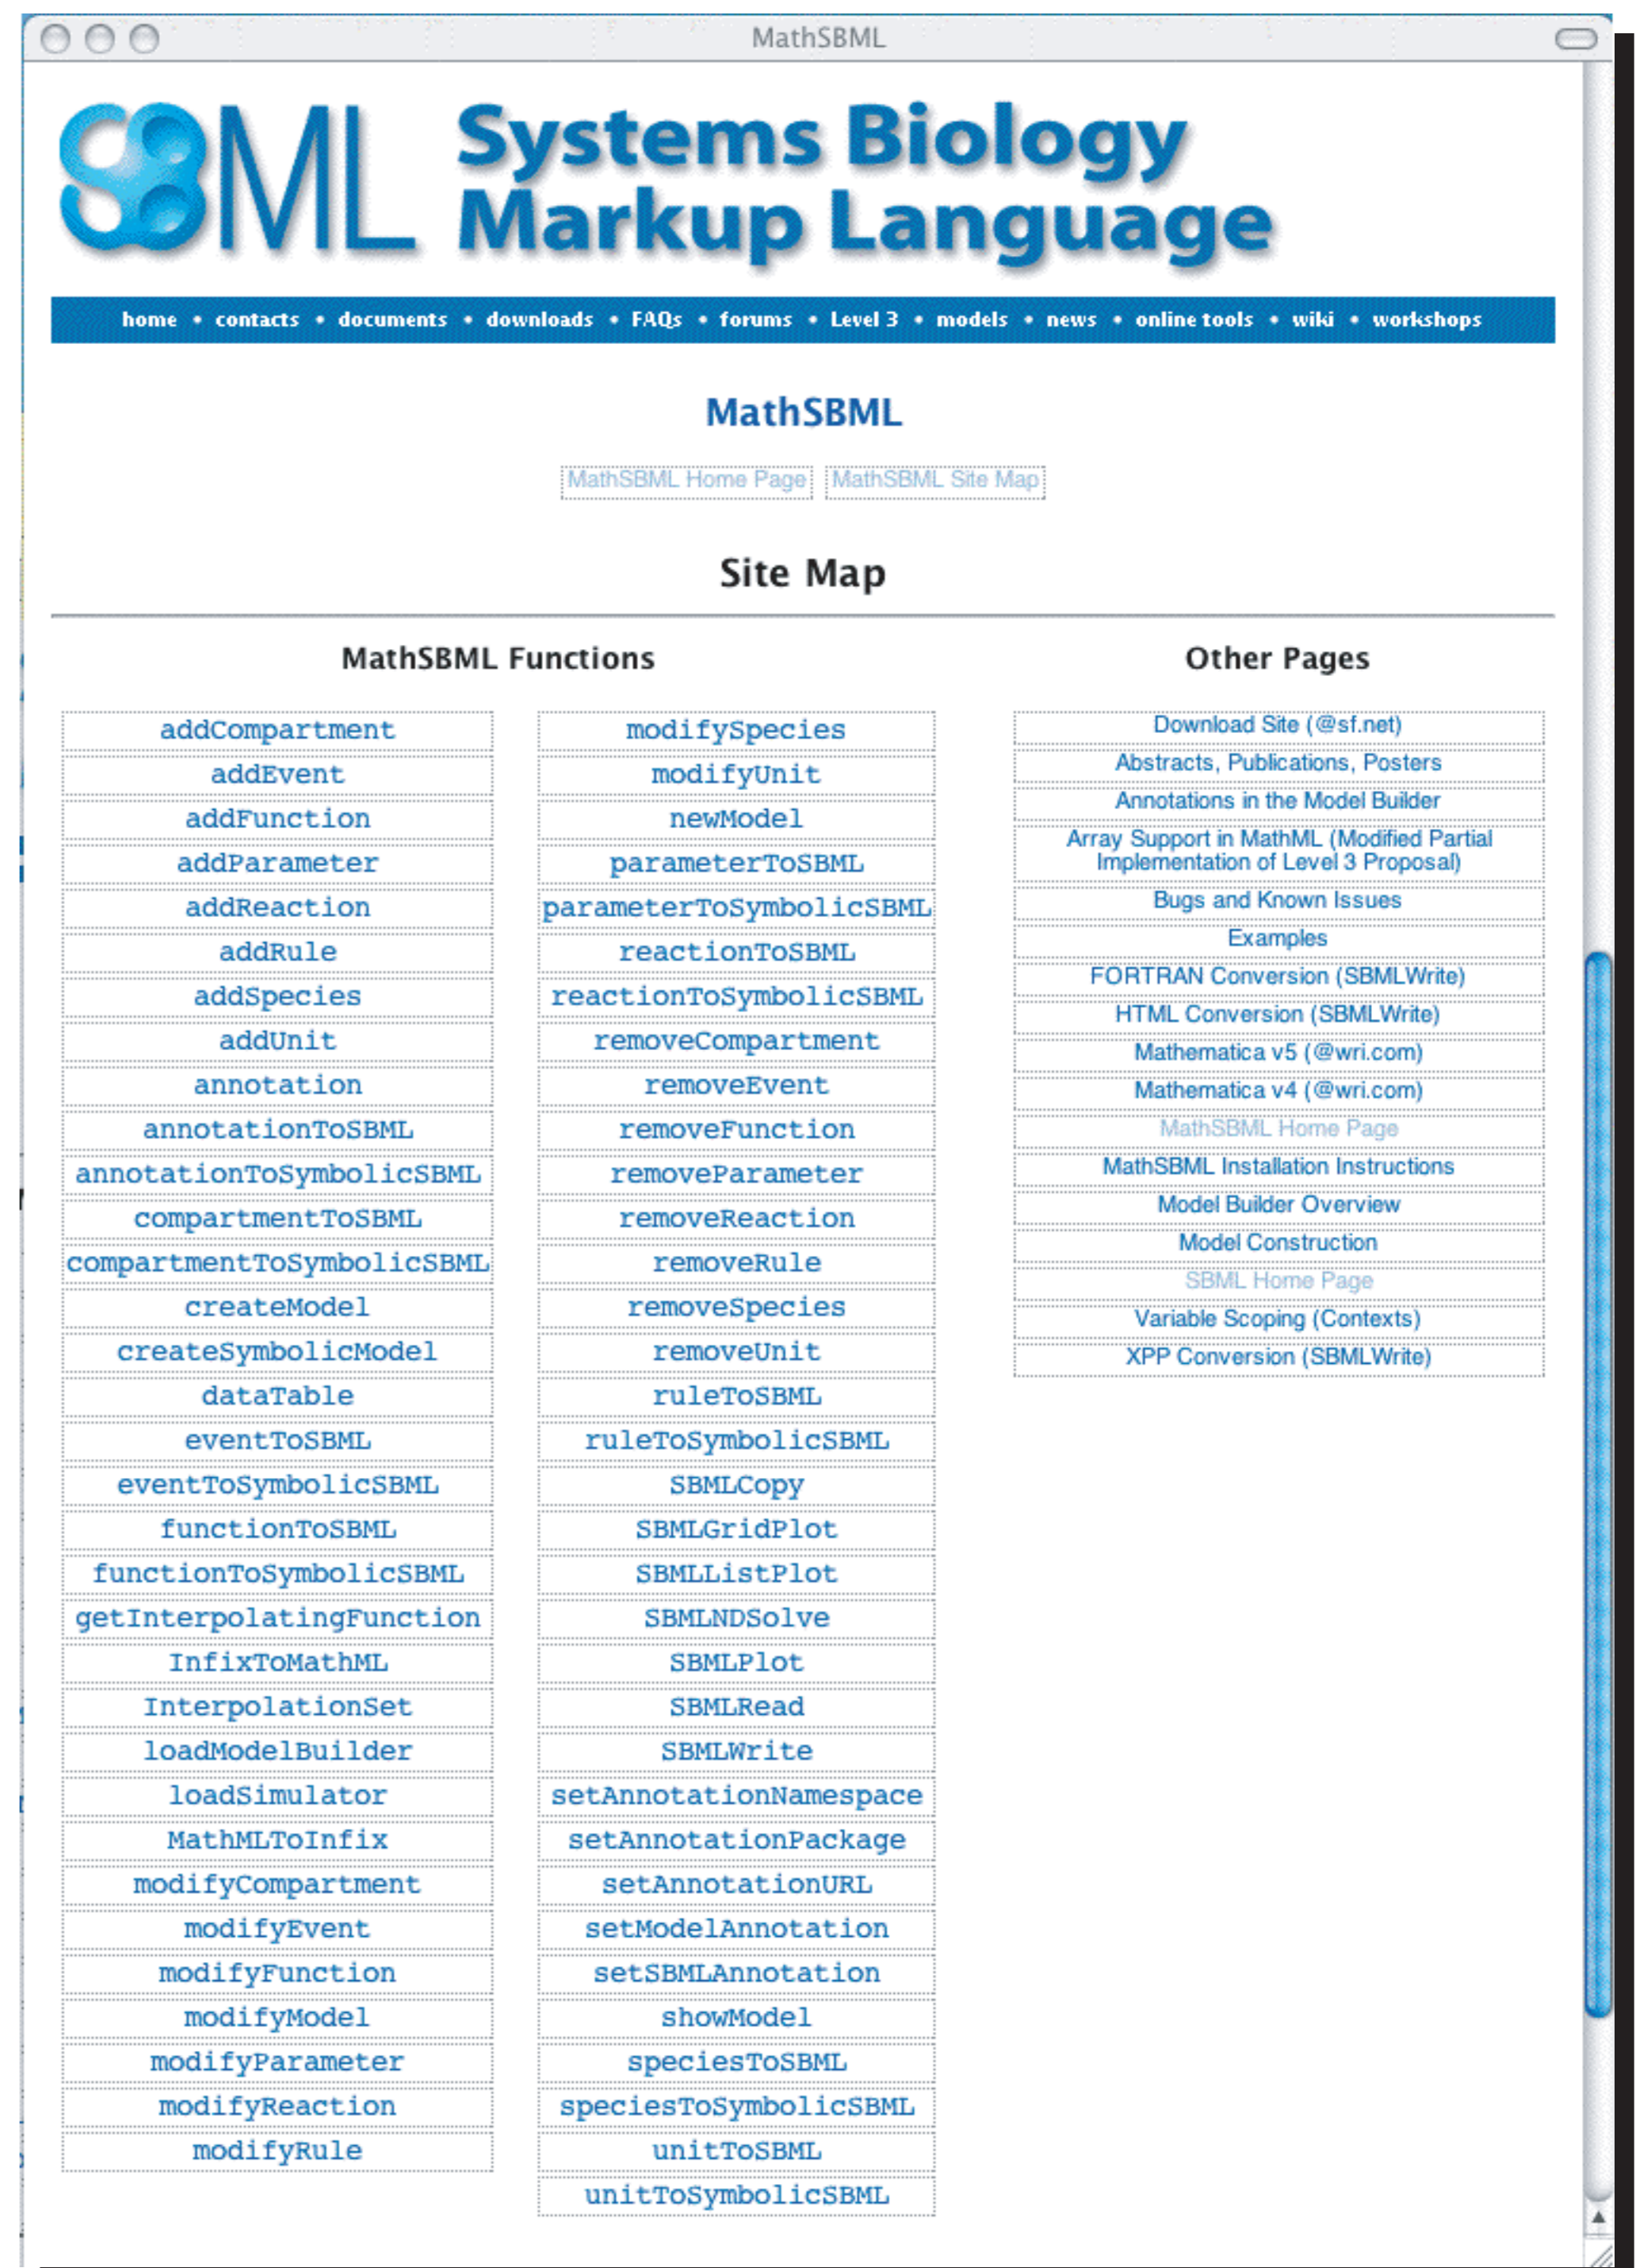 MathSBML
SBML Systems Biology
Markup Language
home • contacts • documents • downloads • FAQs • forums • Level 3 • models • news • online tools • wiki • workshops
MathSBML
MathSBML Home Page MathSBML Site Map
Site Map
MathSBML Functions
addCompartment
addEvent
addFunction
addParameter
addReaction
addRule
addSpecies
addUnit
annotation
annotationToSBML
annotationToSymbolicSBML
compartmentToSBML
compartmentToSymbolicSBML
createModel
createSymbolicModel
dataTable
eventToSBML
eventToSymbolicSBML
functionToSBML
functionToSymbolicSBML
getInterpolatingFunction
InfixToMathML
InterpolationSet
loadModelBuilder
loadSimulator
MathMLToInfix
modifyCompartment
modifyEvent
modifyFunction
modifyModel
modifyParameter
modifyReaction
modifyRule
modifySpecies
modifyUnit
newModel
parameterToSBML
parameterToSymbolicSBML
reactionToSBML
reactionToSymbolicSBML
removeCompartment
removeEvent
removeFunction
removeParameter
removeReaction
removeRule
removeSpecies
removeUnit
ruleToSBML
ruleToSymbolicSBML
SBMLCopy
SBMLGridPlot
SBMLListPlot
SBMLNDSolve
SBMLPlot
SBMLRead
SBMLWrite
setAnnotationNamespace
setAnnotationPackage
setAnnotationURL
setModelAnnotation
setSBMLAnnotation
showModel
speciesToSBML
speciesToSymbolicSBML
unitToSBML
unitToSymbolicSBML
Other Pages
Download Site (@sf.net)
Abstracts, Publications, Posters
Annotations in the Model Builder
Array Support in MathML (Modified Partial
Implementation of Level 3 Proposal)
Bugs and Known Issues
Examples
FORTRAN Conversion (SBMLWrite)
HTML Conversion (SBMLWrite)
Mathematica v5 (@wri.com)
Mathematica v4 (@wri.com)
MathSBML Home Page
MathSBML Installation Instructions
Model Builder Overview
Model Construction
SBML Home Page
Variable Scoping (Contexts)
XPP Conversion (SBMLWrite)